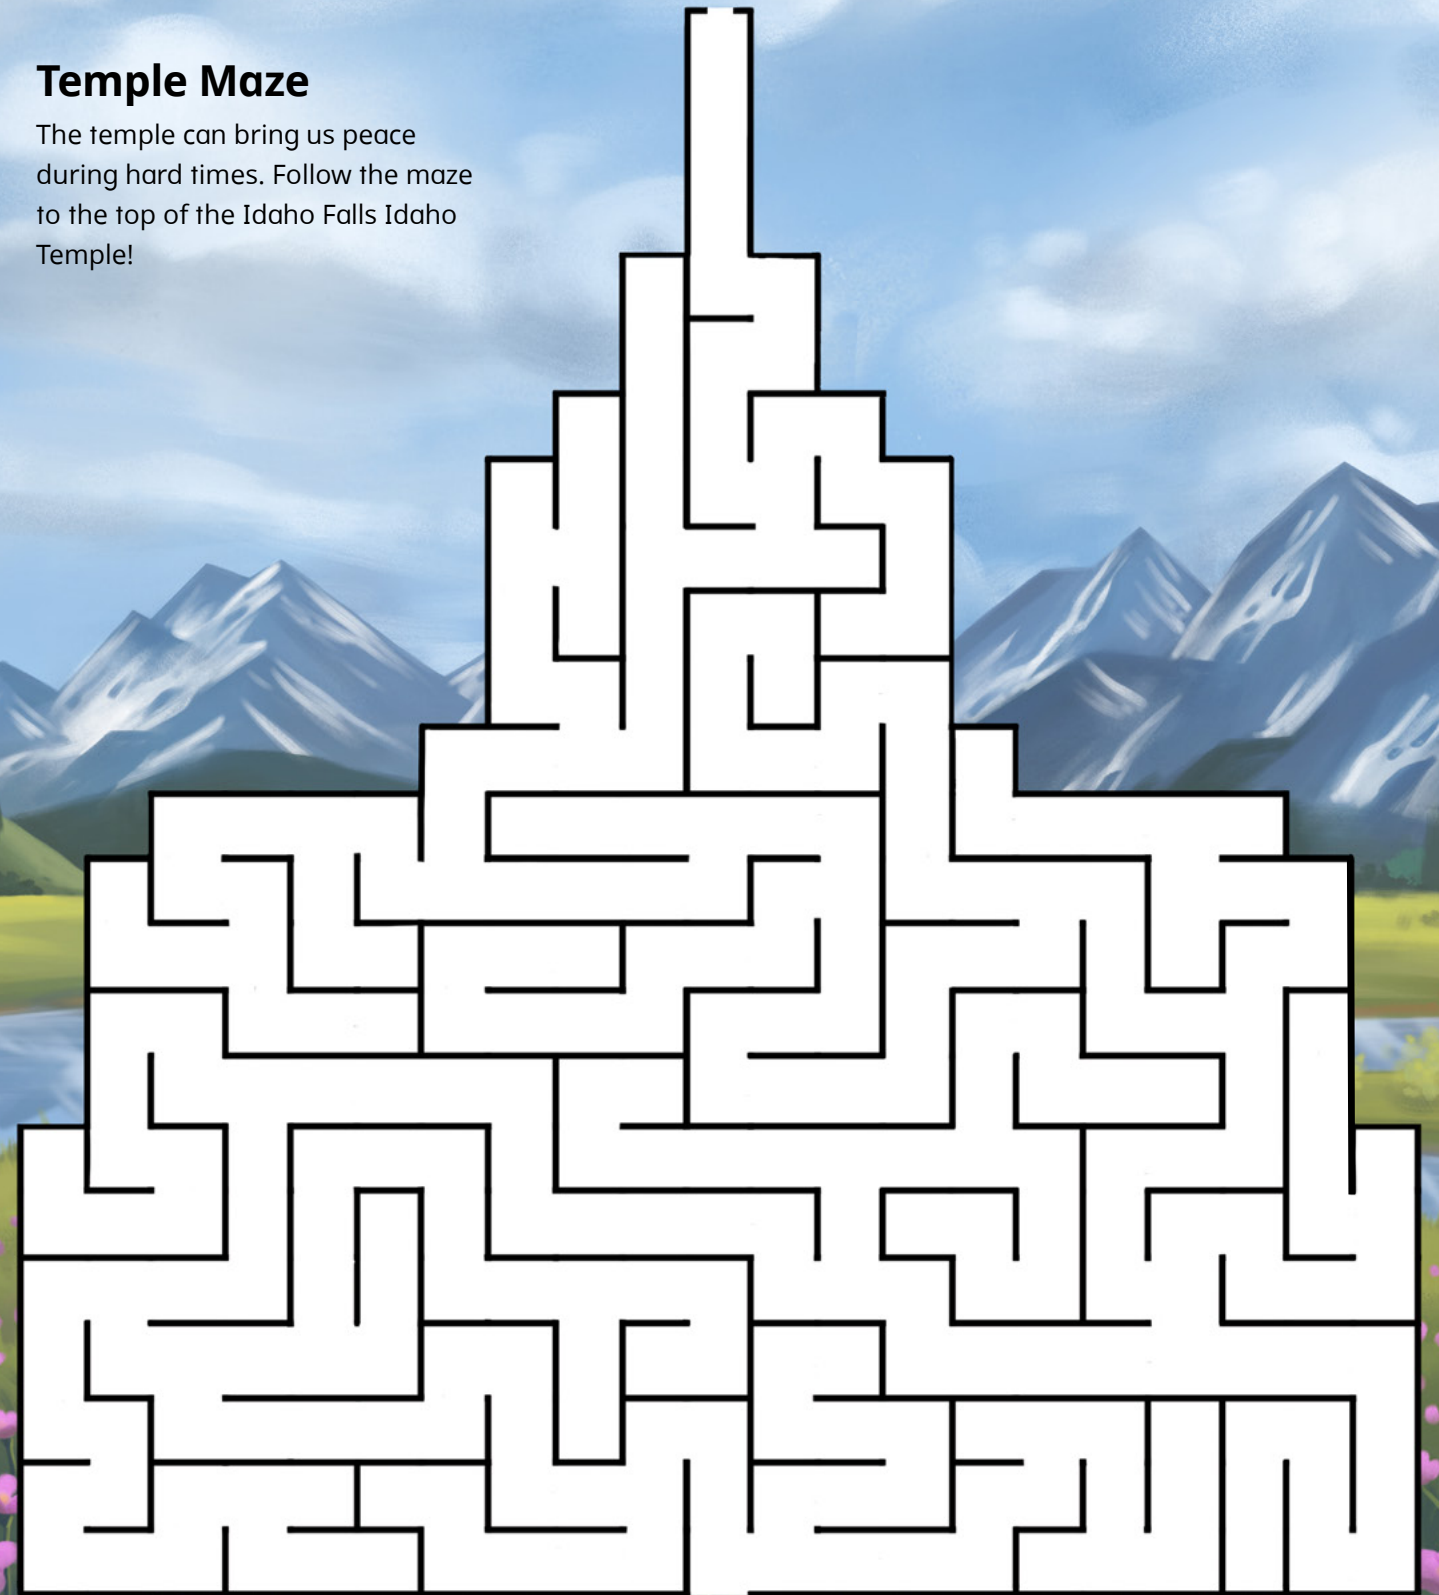 Temple Maze
The temple can bring us peace
during hard times. Follow the maze
to the top of the Idaho Falls Idaho
Temple!